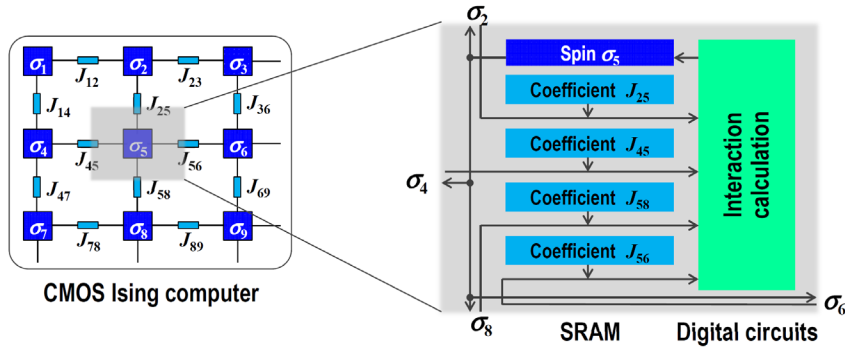 σ1 J12 σ2 J23 σ3
J14 J25 J36
σ4 J45 σ5 J56 σ6
J47 J58 J69
σ7 J78 σ8 J89 σ9
CMOS Ising computer
σ2
Spin σ5
Coefficient J25
Coefficient J45
σ4
Coefficient J58
Coefficient J56
Interaction
calculation
σ6
σ8
SRAM
Digital circuits